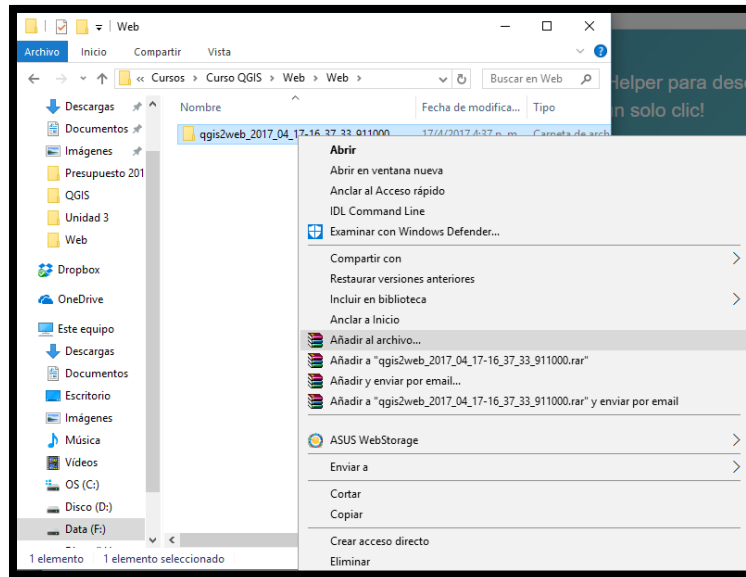 Web
Archivo Inicio Compartir Vista
« Cursos > Curso QGIS > Web > Web >
Buscar en Web
Helper para
un solo clic!
Descargas
Documentos
Imágenes
Presupuesto 201
QGIS
Unidad 3
Web
Dropbox
OneDrive
Este equipo
Descargas
Documentos
Escritorio
Imágenes
Música
Vídeos
OS (C:)
Disco (D:)
Data (F:)
Nombre Fecha de modifica... Tipo
qgis2web_2017_04_17-16_37_33_911000 17/4/2017 4:37 p. m. Carpeta de arch
Abrir
Abrir en ventana nueva
Anclar al Acceso rápido
IDL Command Line
Examinar con Windows Defender...
Compartir con
Restaurar versiones anteriores
Incluir en biblioteca
Anclar a Inicio
Añadir al archivo...
Añadir a "qgis2web_2017_04_17-16_37_33_911000.rar"
Añadir y enviar por email...
Añadir a "qgis2web_2017_04_17-16_37_33_911000.rar" y enviar por email
ASUS WebStorage
Enviar a
Cortar
Copiar
Crear acceso directo
Eliminar
1 elemento 1 elemento seleccionado